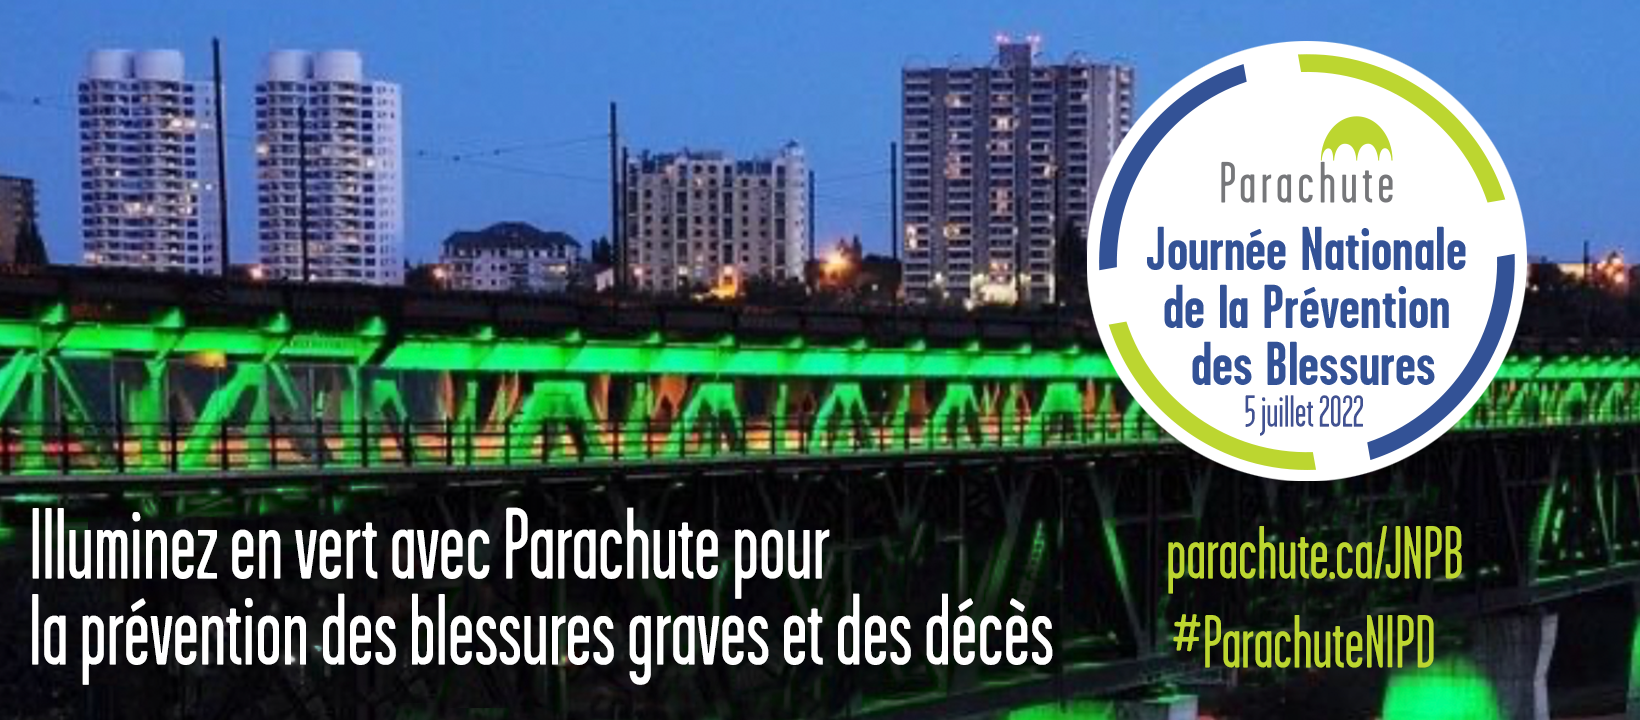 Parachute
Journée Nationale
de la Prévention
des Blessures
5 juillet 2022
Illuminez en vert avec Parachute pour
la prévention des blessures graves et des décès
parachute.ca/JNPB
#ParachuteNIPD